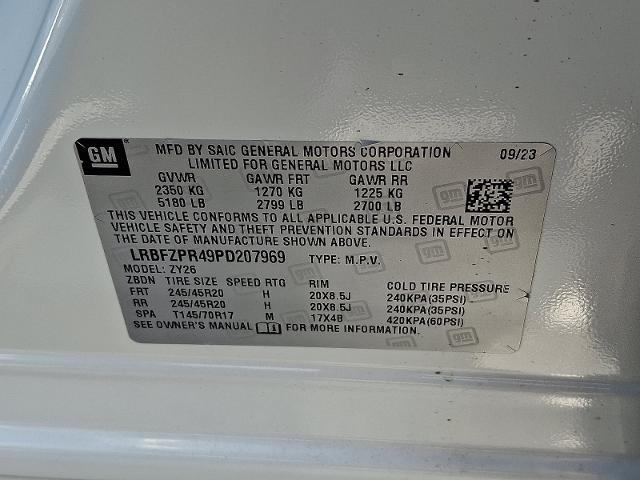 GM
MFD BY SAIC GENERAL MOTORS CORPORATION 09/23
LIMITED FOR GENERAL MOTORS LLC
GVWR GAWR FRT GAWR RR
2350 KG 1270 KG 1225 KG
5180 LB 2799 LB 2700 LB
THIS VEHICLE CONFORMS TO ALL APPLICABLE U.S. FEDERAL MOTOR
VEHICLE SAFETY AND THEFT PREVENTION STANDARDS IN EFFECT ON
THE DATE OF MANUFACTURE SHOWN ABOVE.
LRBFZPR49PD207969 TYPE: M.P.V.
MODEL: ZY26
ZBDN TIRE SIZE SPEED RTG RIM COLD TIRE PRESSURE
FRT 245/45R20 H 20X8.5J 240KPA(35PSI)
RR 245/45R20 H 20X8.5J 240KPA(35PSI)
SPA T145/70R17 M 17X4B 420KPA(60PSI)
SEE OWNER'S MANUAL FOR MORE INFORMATION.